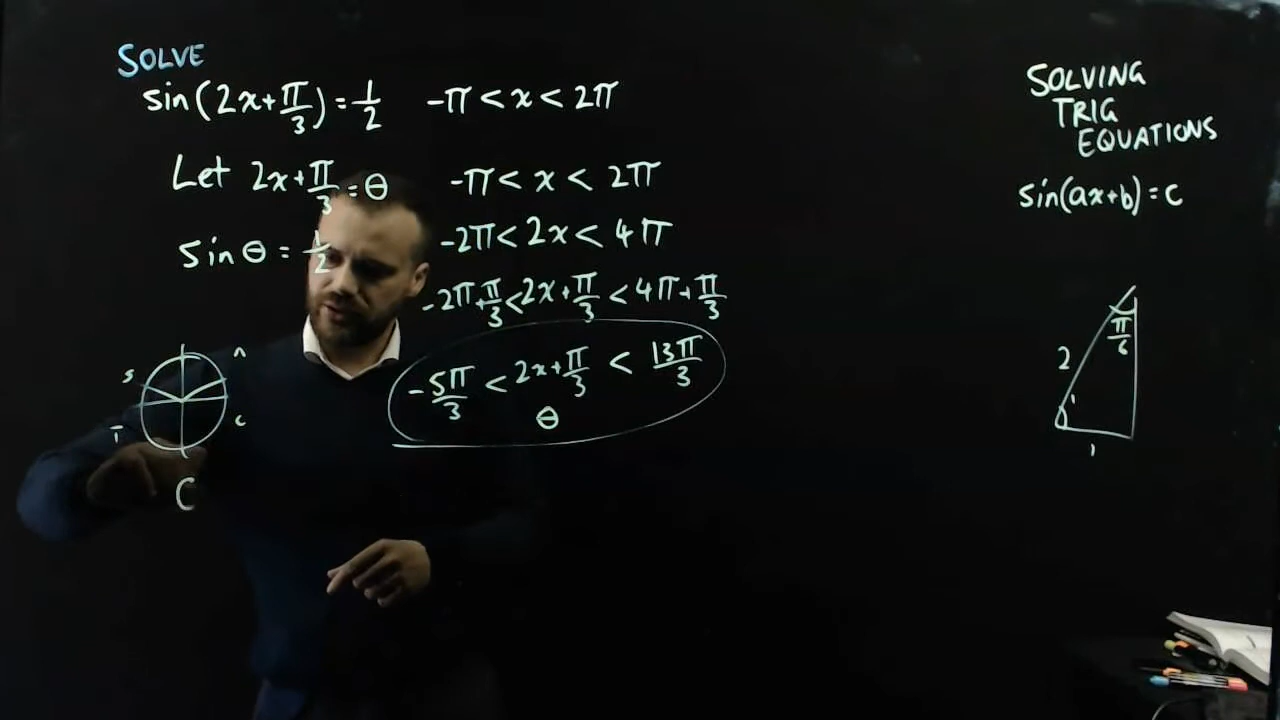 SOLVE
sin(2x+π/3)=1/2 -π<x<2π
Let 2x+π/3=θ -π<x<2π
sin θ=1/2 -2π<2x<4π
-2π+π/3<2x+π/3<4π+π/3
-5π/3<2x+π/3<13π/3
θ
S A
T C
C
SOLVING
TRIG
EQUATIONS
sin(ax+b)=c
π/6
2
1